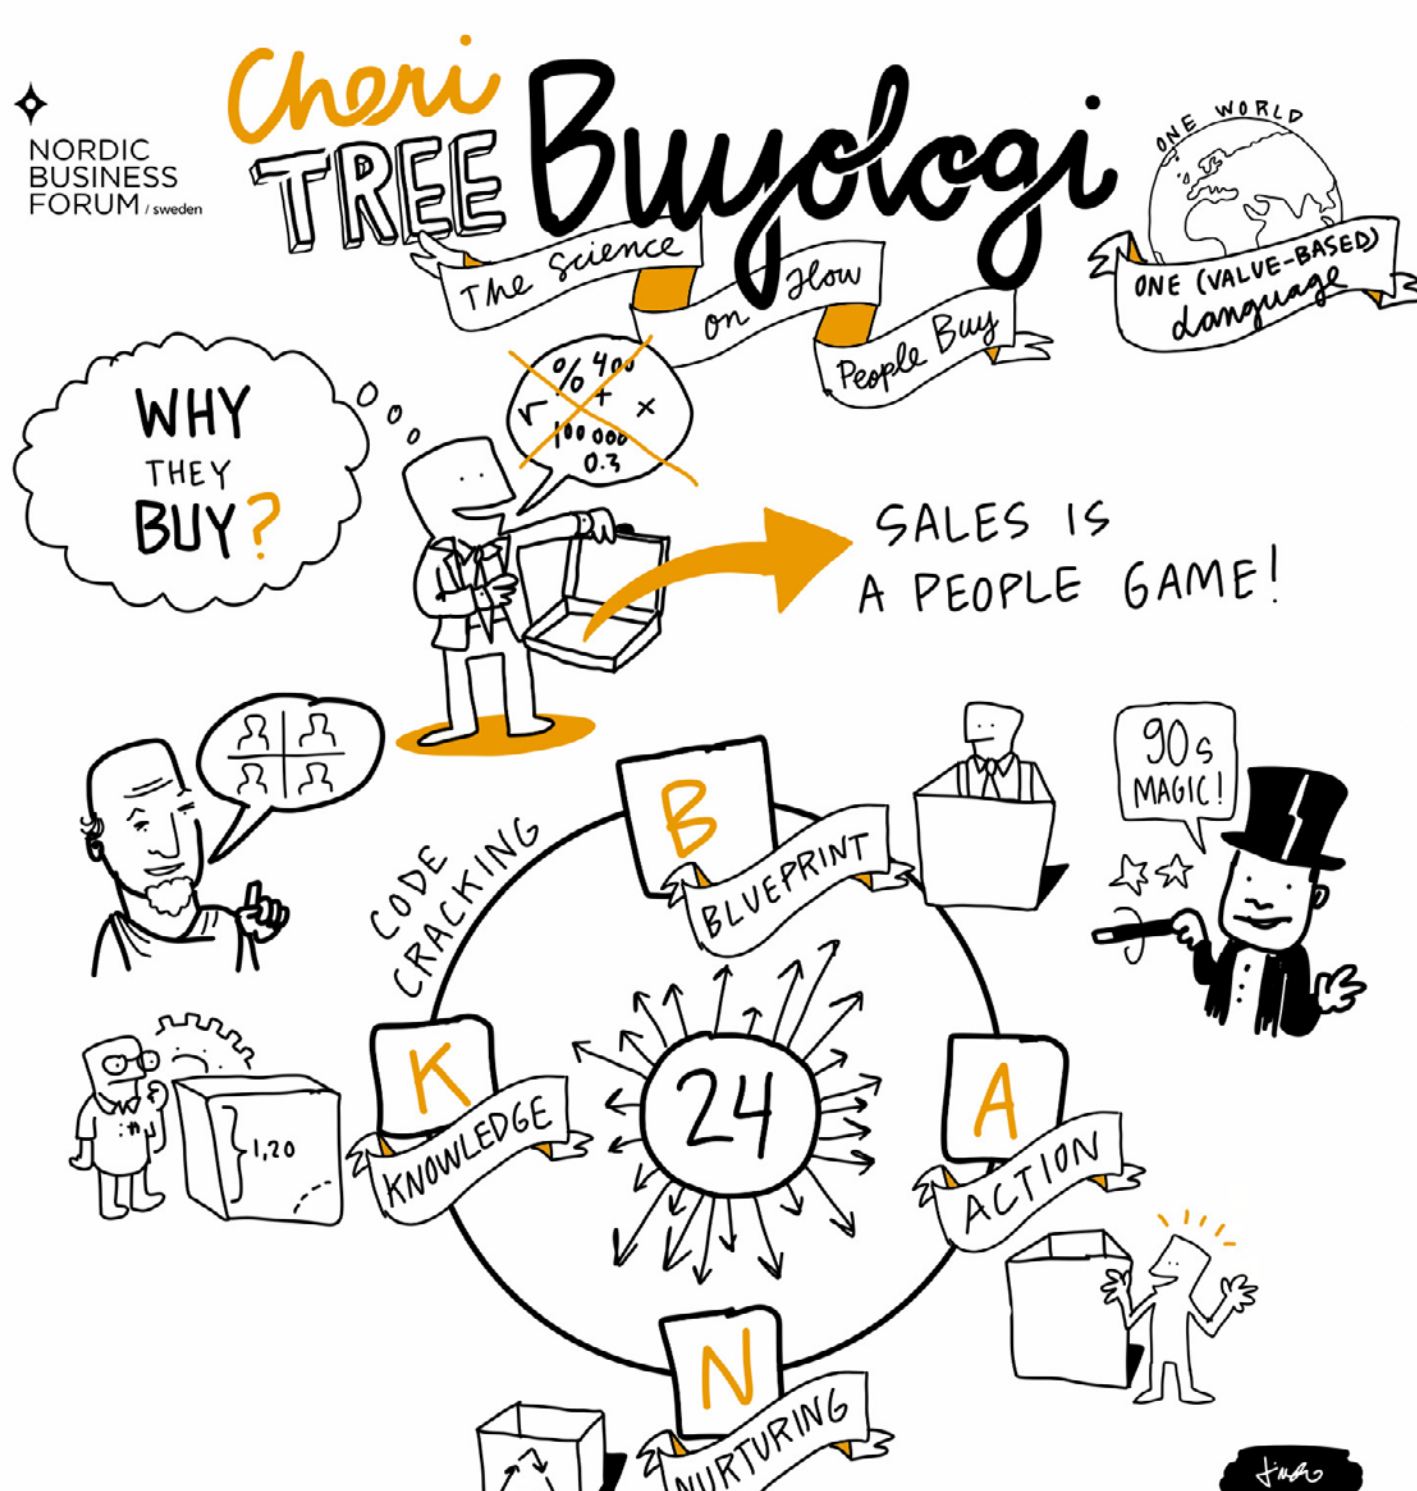 Cheri
TREE
Buyologi
NORDIC
BUSINESS
FORUM / sweden
The Science
on How
People Buy
ONE WORLD
ONE (VALUE-BASED)
Language
WHY
THEY
BUY?
% 400
√ + x
100 000
0.3
SALES IS
A PEOPLE GAME!
90s
MAGIC!
CODE
CRACKING
B
BLUEPRINT
K
KNOWLEDGE
24
A
ACTION
1,20
N
NURTURING